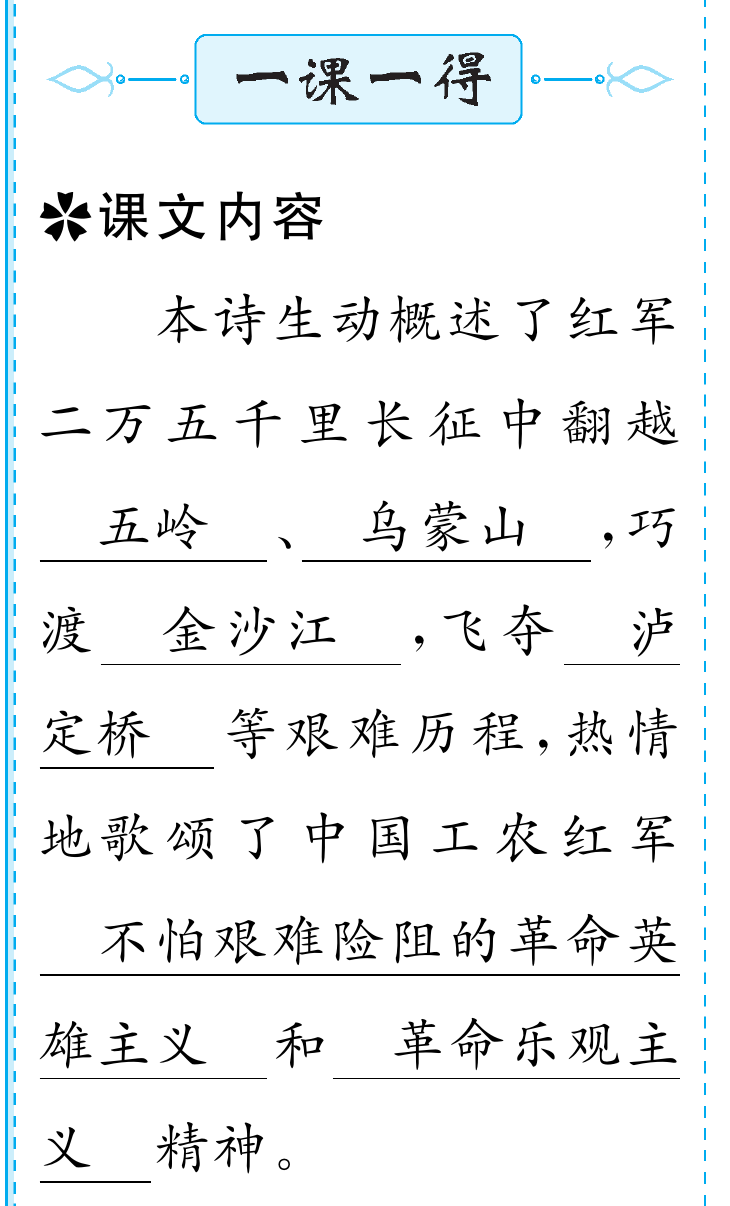 一课一得
课文内容
本诗生动概述了红军
二万五千里长征中翻越
五岭、乌蒙山,巧
渡金沙江,飞夺泸
定桥等艰难历程,热情
地歌颂了中国工农红军
不怕艰难险阻的革命英
雄主义和革命乐观主
义精神。